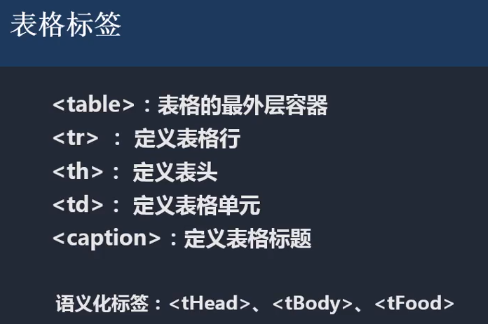 表格标签
<table>：表格的最外层容器
<tr> ： 定义表格行
<th>： 定义表头
<td>： 定义表格单元
<caption>：定义表格标题
语义化标签：<tHead>、<tBody>、<tFood>